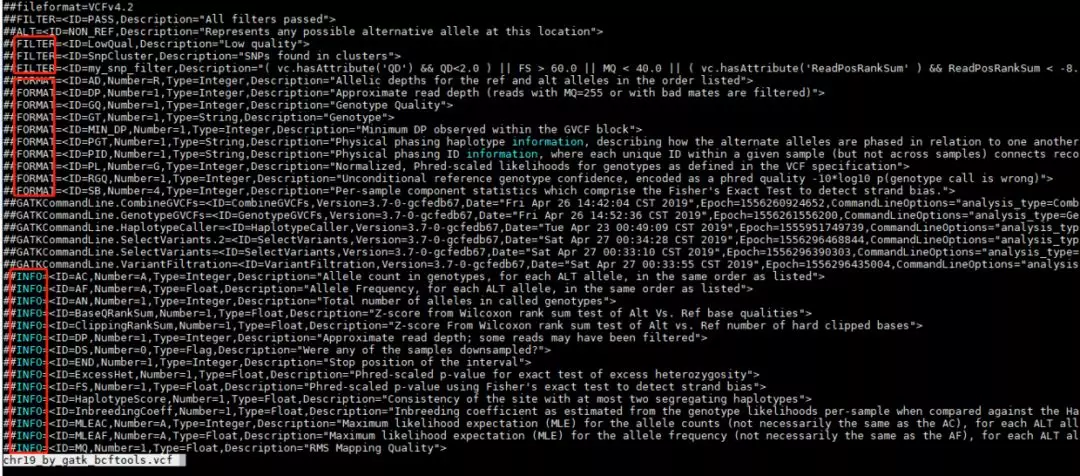 ##fileformat=VCFv4.2
##FILTER=<ID=PASS,Description="All filters passed">
##ALT=<ID=NON_REF,Description="Represents any possible alternative allele at this location">
##FILTER=<ID=LowQual,Description="Low quality">
##FILTER=<ID=SnpCluster,Description="SNPs found in clusters">
##FILTER=<ID=my_snp_filter,Description="( vc.hasAttribute('QD') && QD<2.0 ) || FS > 60.0 || MQ < 40.0 || ( vc.hasAttribute('ReadPosRankSum' ) && ReadPosRankSum < -8.
##FORMAT=<ID=AD,Number=R,Type=Integer,Description="Allelic depths for the ref and alt alleles in the order listed">
##FORMAT=<ID=DP,Number=1,Type=Integer,Description="Approximate read depth (reads with MQ=255 or with bad mates are filtered)">
##FORMAT=<ID=GQ,Number=1,Type=Integer,Description="Genotype Quality">
##FORMAT=<ID=GT,Number=1,Type=String,Description="Genotype">
##FORMAT=<ID=MIN_DP,Number=1,Type=Integer,Description="Minimum DP observed within the GVCF block">
##FORMAT=<ID=PGT,Number=1,Type=String,Description="Physical phasing haplotype information, describing how the alternate alleles are phased in relation to one another
##FORMAT=<ID=PID,Number=1,Type=String,Description="Physical phasing ID information, where each unique ID within a given sample (but not across samples) connects reco
##FORMAT=<ID=PL,Number=G,Type=Integer,Description="Normalized, Phred-scaled likelihoods for genotypes as defined in the VCF specification">
##FORMAT=<ID=RGQ,Number=1,Type=Integer,Description="Unconditional reference genotype confidence, encoded as a phred quality -10*log10 p(genotype call is wrong)">
##FORMAT=<ID=SB,Number=4,Type=Integer,Description="Per-sample component statistics which comprise the Fisher's Exact Test to detect strand bias.">
##GATKCommandLine.CombineGVCFs=<ID=CombineGVCFs,Version=3.7-0-gcfedb67,Date="Fri Apr 26 14:42:04 CST 2019",Epoch=1556260924652,CommandLineOptions="analysis_type=Comb
##GATKCommandLine.GenotypeGVCFs=<ID=GenotypeGVCFs,Version=3.7-0-gcfedb67,Date="Fri Apr 26 14:52:36 CST 2019",Epoch=1556261556200,CommandLineOptions="analysis_type=Ge
##GATKCommandLine.HaplotypeCaller=<ID=HaplotypeCaller,Version=3.7-0-gcfedb67,Date="Tue Apr 23 00:49:09 CST 2019",Epoch=1555951749739,CommandLineOptions="analysis_typ
##GATKCommandLine.SelectVariants.2=<ID=SelectVariants,Version=3.7-0-gcfedb67,Date="Sat Apr 27 00:34:28 CST 2019",Epoch=1556296468844,CommandLineOptions="analysis_typ
##GATKCommandLine.SelectVariants=<ID=SelectVariants,Version=3.7-0-gcfedb67,Date="Sat Apr 27 00:33:10 CST 2019",Epoch=1556296390303,CommandLineOptions="analysis_type=
##GATKCommandLine.VariantFiltration=<ID=VariantFiltration,Version=3.7-0-gcfedb67,Date="Sat Apr 27 00:33:55 CST 2019",Epoch=1556296435004,CommandLineOptions="analysis
##INFO=<ID=AC,Number=A,Type=Integer,Description="Allele count in genotypes, for each ALT allele, in the same order as listed">
##INFO=<ID=AF,Number=A,Type=Float,Description="Allele Frequency, for each ALT allele, in the same order as listed">
##INFO=<ID=AN,Number=1,Type=Integer,Description="Total number of alleles in called genotypes">
##INFO=<ID=BaseQRankSum,Number=1,Type=Float,Description="Z-score from Wilcoxon rank sum test of Alt Vs. Ref base qualities">
##INFO=<ID=ClippingRankSum,Number=1,Type=Float,Description="Z-score From Wilcoxon rank sum test of Alt vs. Ref number of hard clipped bases">
##INFO=<ID=DP,Number=1,Type=Integer,Description="Approximate read depth; some reads may have been filtered">
##INFO=<ID=DS,Number=0,Type=Flag,Description="Were any of the samples downsampled?">
##INFO=<ID=END,Number=1,Type=Integer,Description="Stop position of the interval">
##INFO=<ID=ExcessHet,Number=1,Type=Float,Description="Phred-scaled p-value for exact test of excess heterozygosity">
##INFO=<ID=FS,Number=1,Type=Float,Description="Phred-scaled p-value using Fisher's exact test to detect strand bias">
##INFO=<ID=HaplotypeScore,Number=1,Type=Float,Description="Consistency of the site with at most two segregating haplotypes">
##INFO=<ID=InbreedingCoeff,Number=1,Type=Float,Description="Inbreeding coefficient as estimated from the genotype likelihoods per-sample when compared against the Ha
##INFO=<ID=MLEAC,Number=A,Type=Integer,Description="Maximum likelihood expectation (MLE) for the allele counts (not necessarily the same as the AC), for each ALT all
##INFO=<ID=MLEAF,Number=A,Type=Float,Description="Maximum likelihood expectation (MLE) for the allele frequency (not necessarily the same as the AF), for each ALT al
##INFO=<ID=MQ,Number=1,Type=Float,Description="RMS Mapping Quality">
chr19_by_gatk_bcftools.vcf